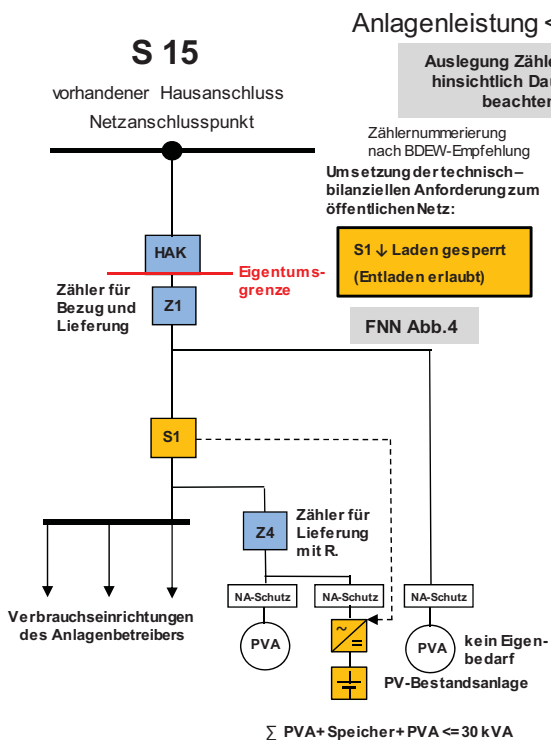 Anlagenleistung <
S 15
Auslegung Zähle
hinsichtlich Dau
beachten
vorhandener Hausanschluss
Netzanschlusspunkt
Zählernummerierung
nach BDEW-Empfehlung
Umsetzung der technisch–
bilanziellen Anforderung zum
öffentlichen Netz:
HAK
S1 ↓ Laden gesperrt
(Entladen erlaubt)
Eigentums-
grenze
Zähler für
Bezug und
Lieferung
Z1
FNN Abb.4
S1
Zähler für
Lieferung
mit R.
Z4
NA-Schutz
NA-Schutz
NA-Schutz
Verbrauchseinrichtungen
des Anlagenbetreibers
PVA
~
=
PVA
kein Eigen-
bedarf
PV-Bestandsanlage
∑ PVA+ Speicher + PVA <= 30 kVA